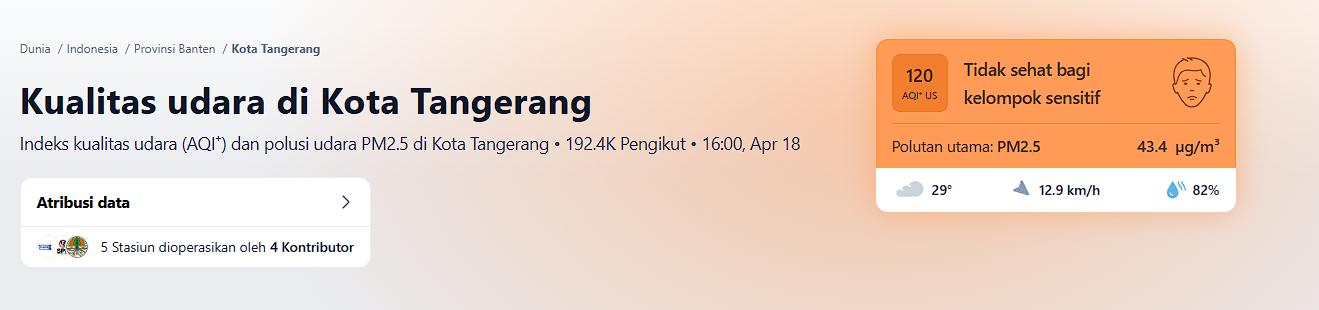 Dunia / Indonesia / Provinsi Banten / Kota Tangerang
Kualitas udara di Kota Tangerang
Indeks kualitas udara (AQI⁺) dan polusi udara PM2.5 di Kota Tangerang • 192.4K Pengikut • 16:00, Apr 18
Atribusi data
5 Stasiun dioperasikan oleh 4 Kontributor
120
AQI⁺ US
Tidak sehat bagi
kelompok sensitif
Polutan utama: PM2.5 43.4 µg/m³
29° 12.9 km/h 82%